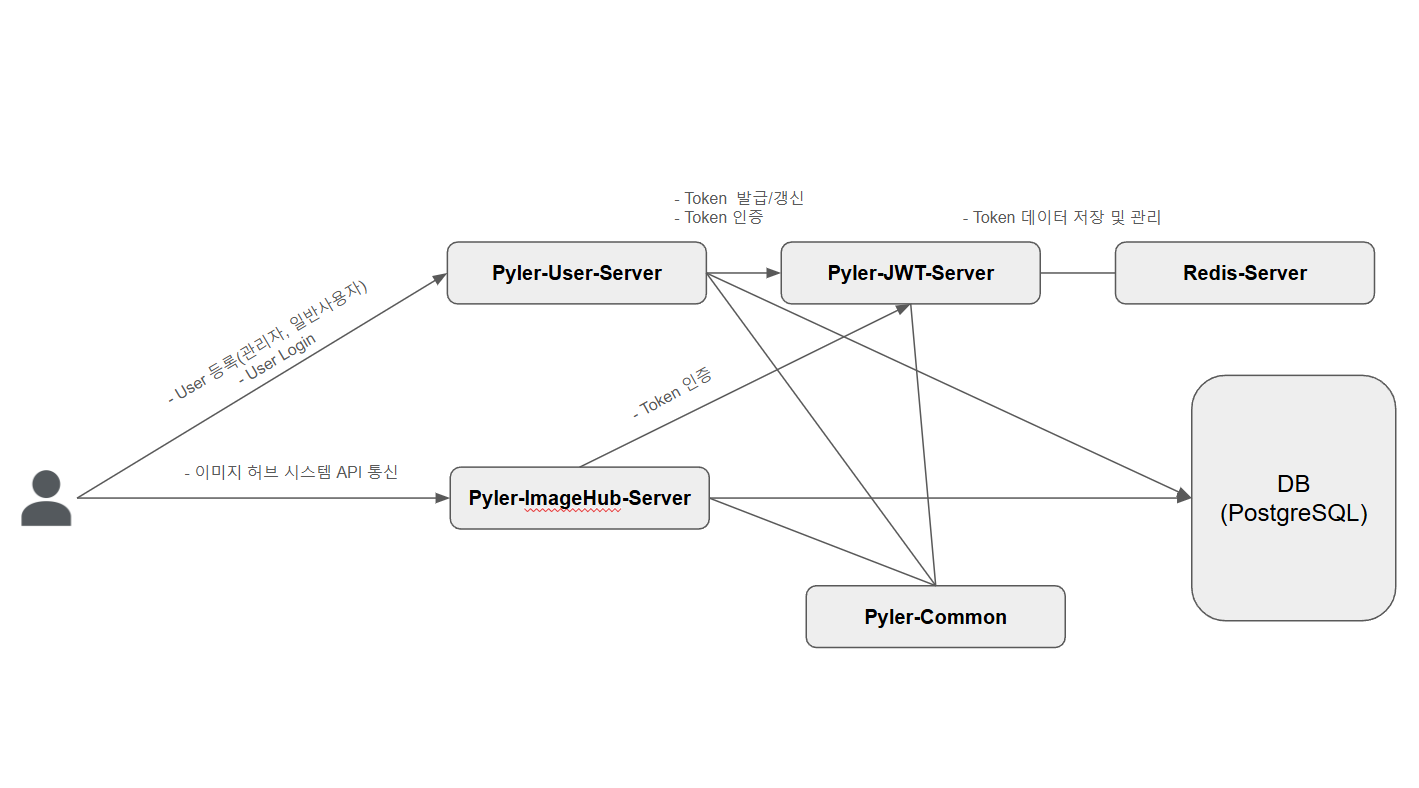 - Token  발급/갱신
- Token 인증
- Token 데이터 저장 및 관리
Pyler-User-Server
Pyler-JWT-Server
Redis-Server
- User 등록(관리자, 일반사용자)
- User Login
- Token 인증
- 이미지 허브 시스템 API 통신
Pyler-ImageHub-Server
DB
(PostgreSQL)
Pyler-Common